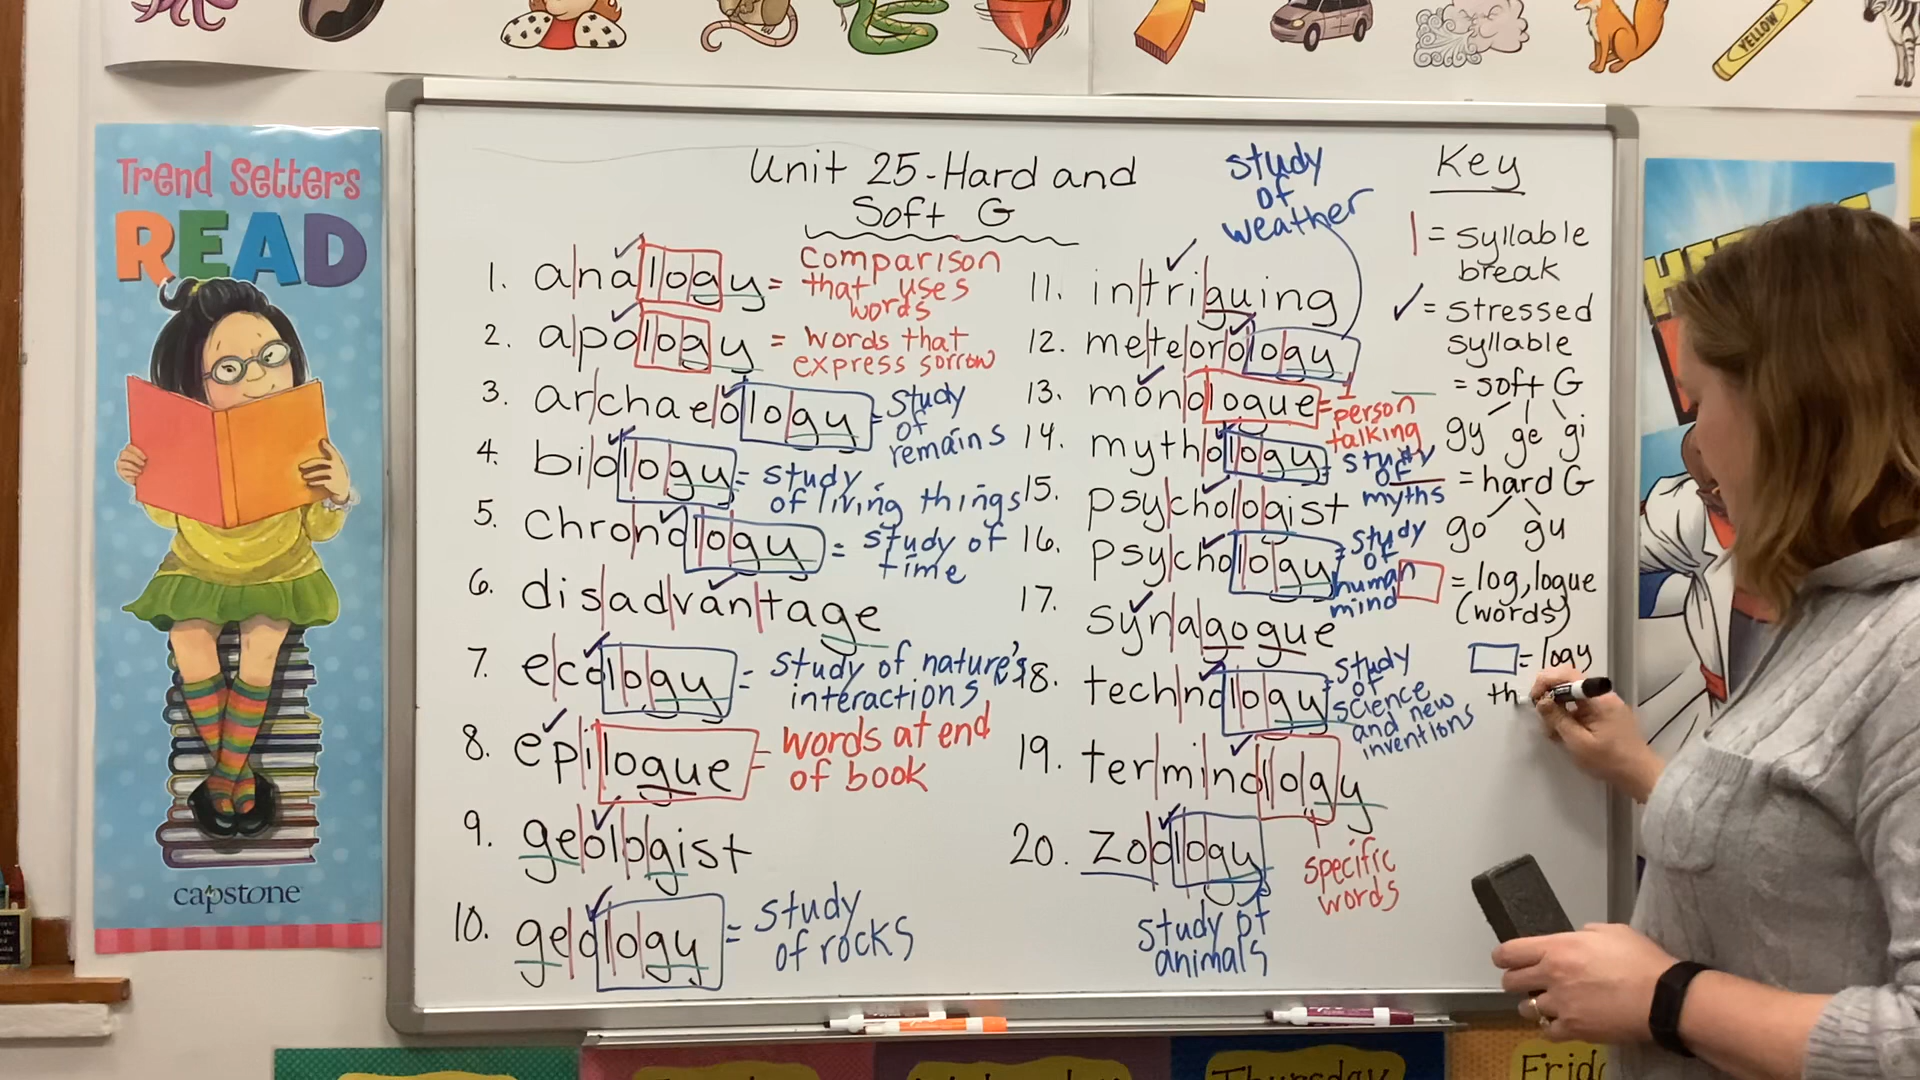 YELLOW
Trend Setters
READ
capstone
Unit 25-Hard and
Soft G
1. analogy = comparison
that uses
words
2. apology = words that
express sorrow
3. archaeology = study
of
remains
4. biology = study
of living things
5. chronology = study of
time
6. disadvantage
7. ecology = study of nature's
interactions
8. epilogue = words at end
of book
9. geologist
10. geology = study
of rocks
study
of
weather
11. intriguing
12. meteorology
13. monologue = 1
person
talking
14. mythology = study
of
myths
15. psychologist
16. psychology = study
of
human
mind
17. synagogue
18. technology = study
of
science
and new
inventions
19. terminology
specific
words
20. zoology
study of
animals
Key
| = syllable
break
✓ = stressed
syllable
= soft G
gy ge gi
= hard G
go gu
= log, logue
(words)
= logy
th
Thursday